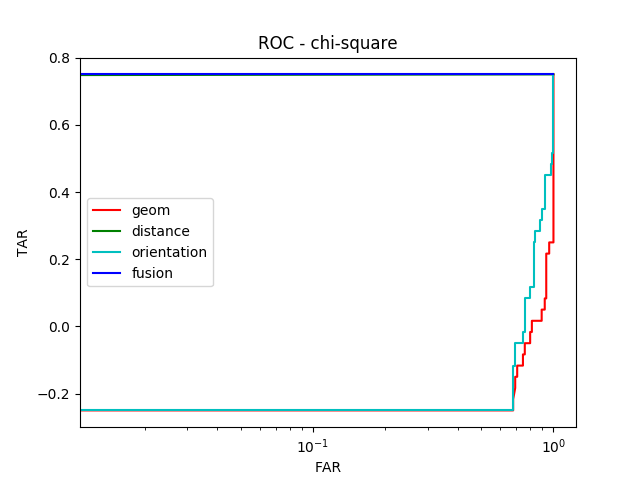 ROC - chi-square
0.8
0.6
0.4
0.2
0.0
−0.2
TAR
geom
distance
orientation
fusion
10⁻¹
10⁰
FAR